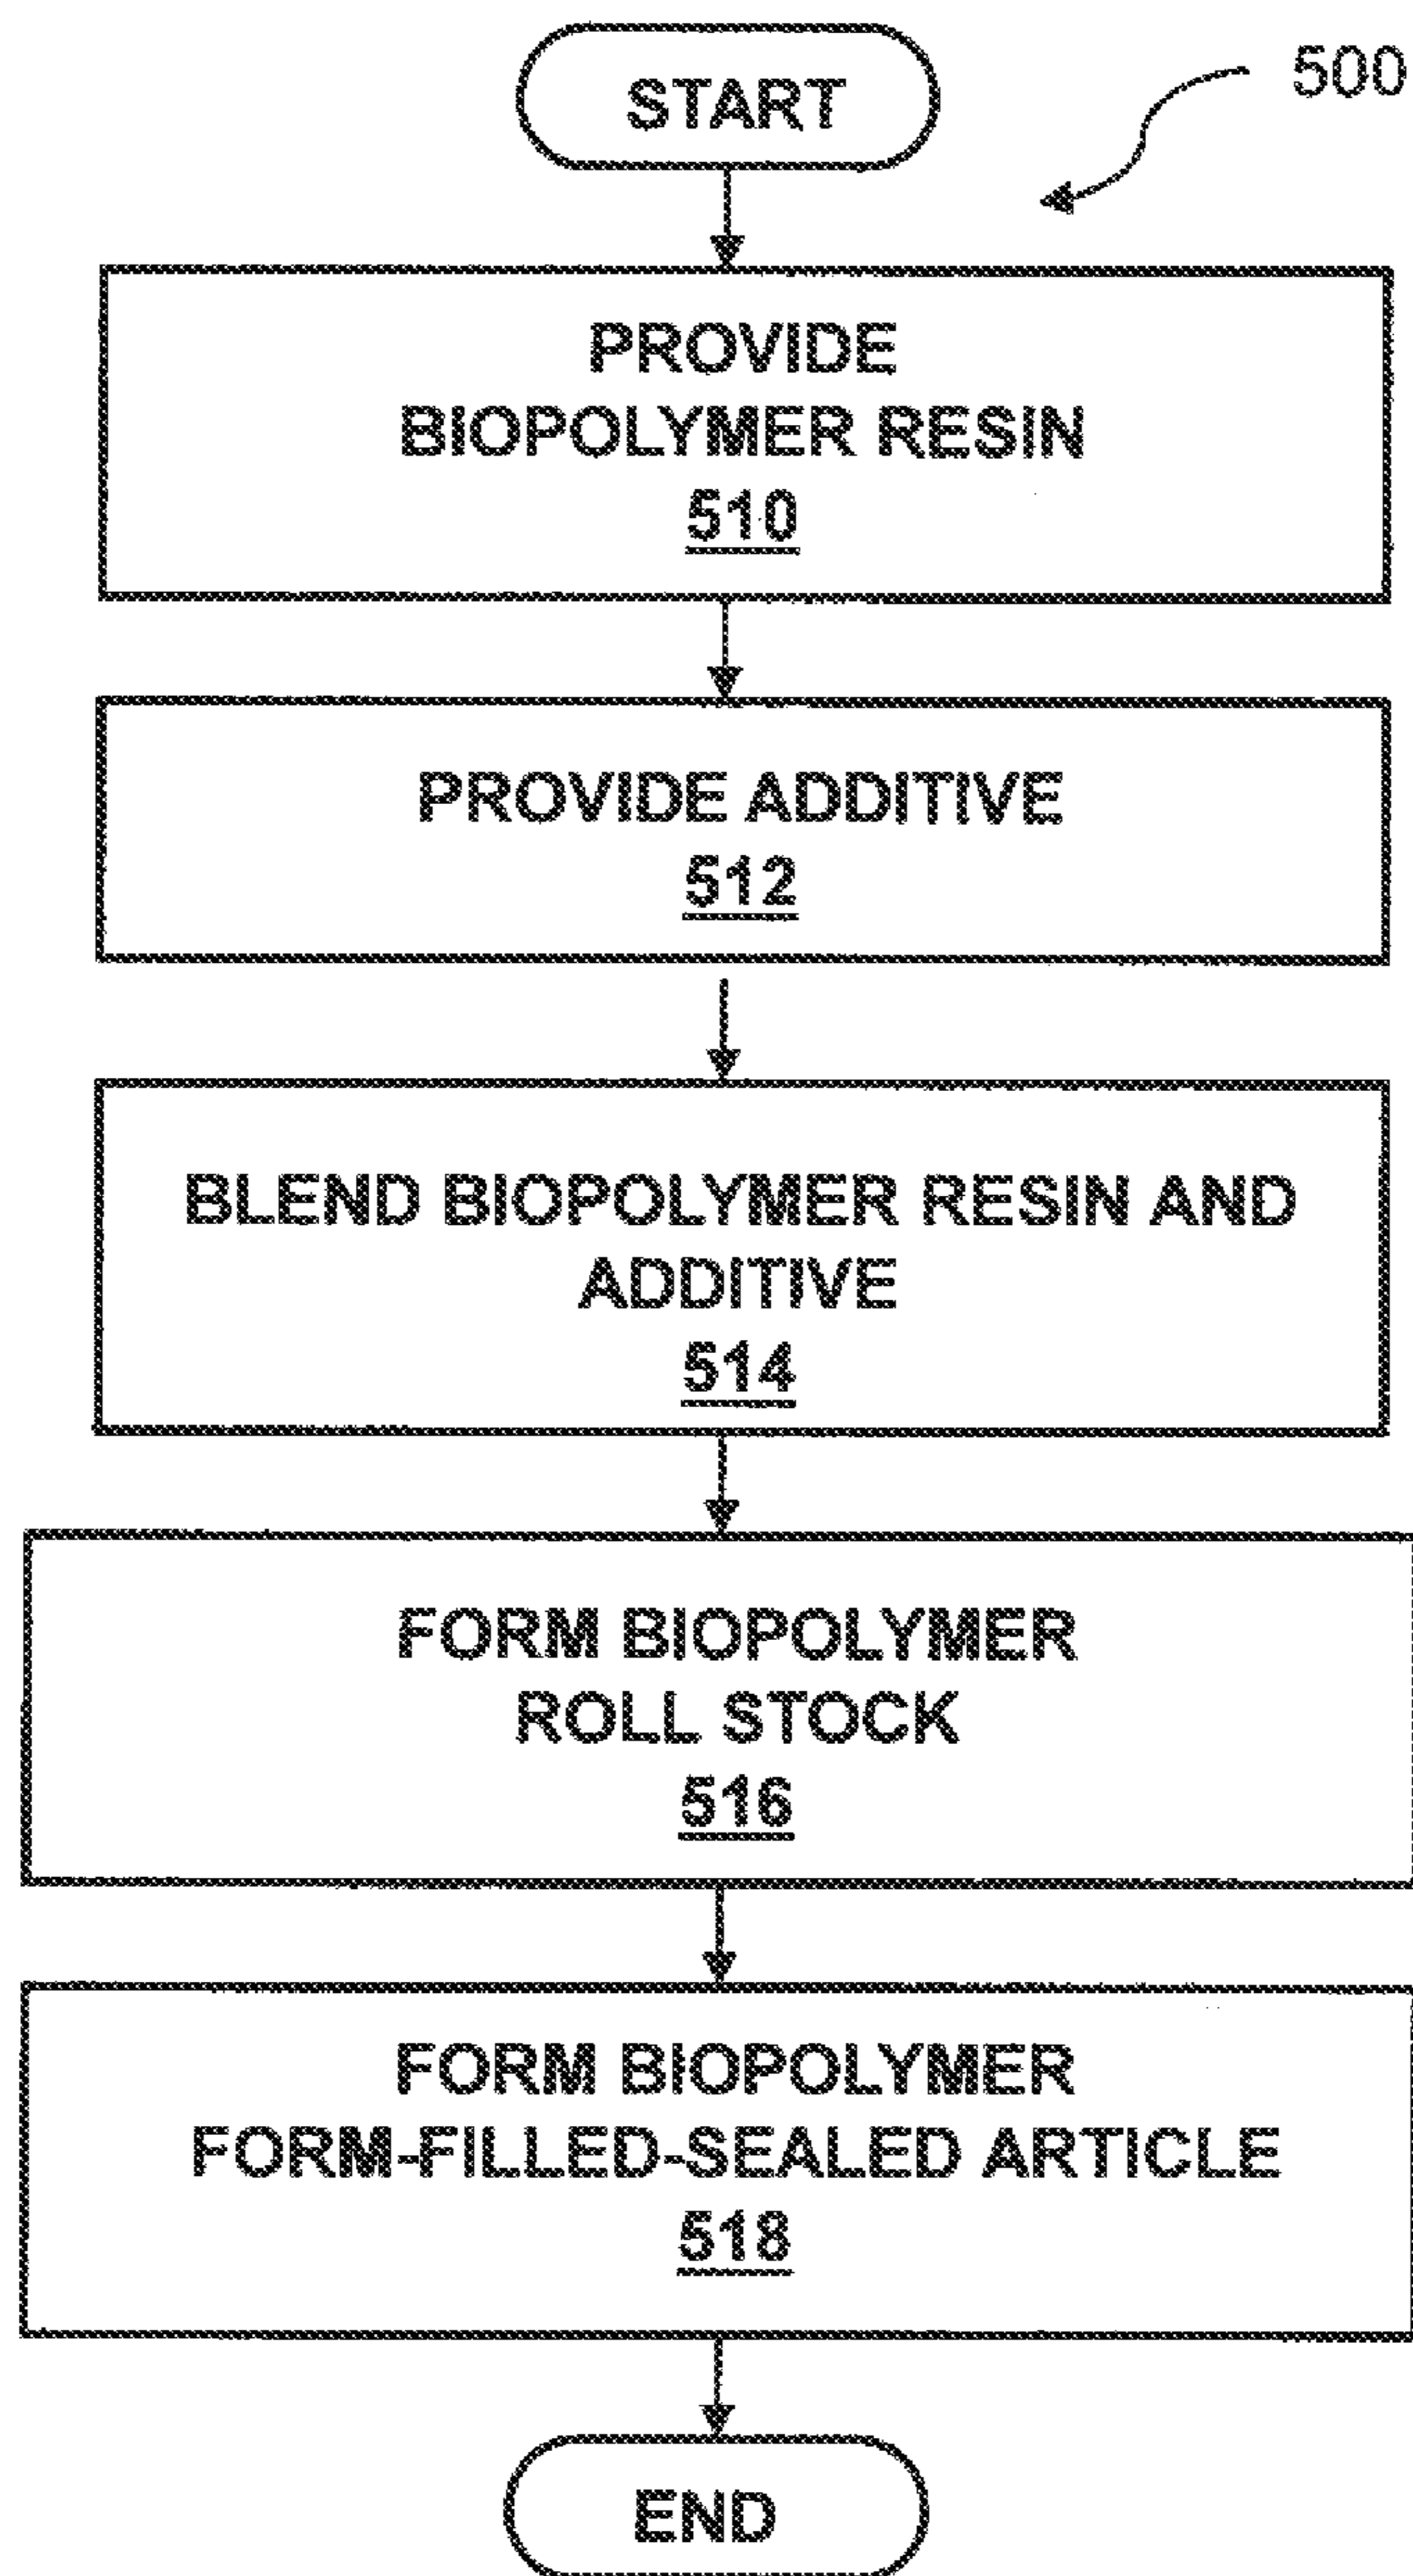 START
500
PROVIDE
BIOPOLYMER RESIN
510
PROVIDE ADDITIVE
512
BLEND BIOPOLYMER RESIN AND
ADDITIVE
514
FORM BIOPOLYMER
ROLL STOCK
516
FORM BIOPOLYMER
FORM-FILLED-SEALED ARTICLE
518
END